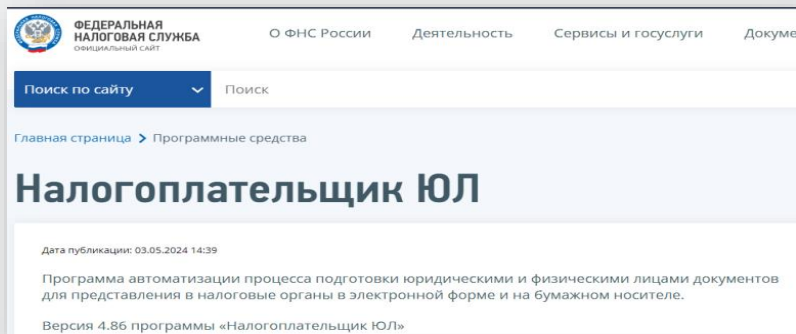 ФЕДЕРАЛЬНАЯ
НАЛОГОВАЯ СЛУЖБА
ОФИЦИАЛЬНЫЙ САЙТ
О ФНС России Деятельность Сервисы и госуслуги Докуме
Поиск по сайту Поиск
Главная страница > Программные средства
Налогоплательщик ЮЛ
Дата публикации: 03.05.2024 14:39
Программа автоматизации процесса подготовки юридическими и физическими лицами документов
для представления в налоговые органы в электронной форме и на бумажном носителе.
Версия 4.86 программы «Налогоплательщик ЮЛ»